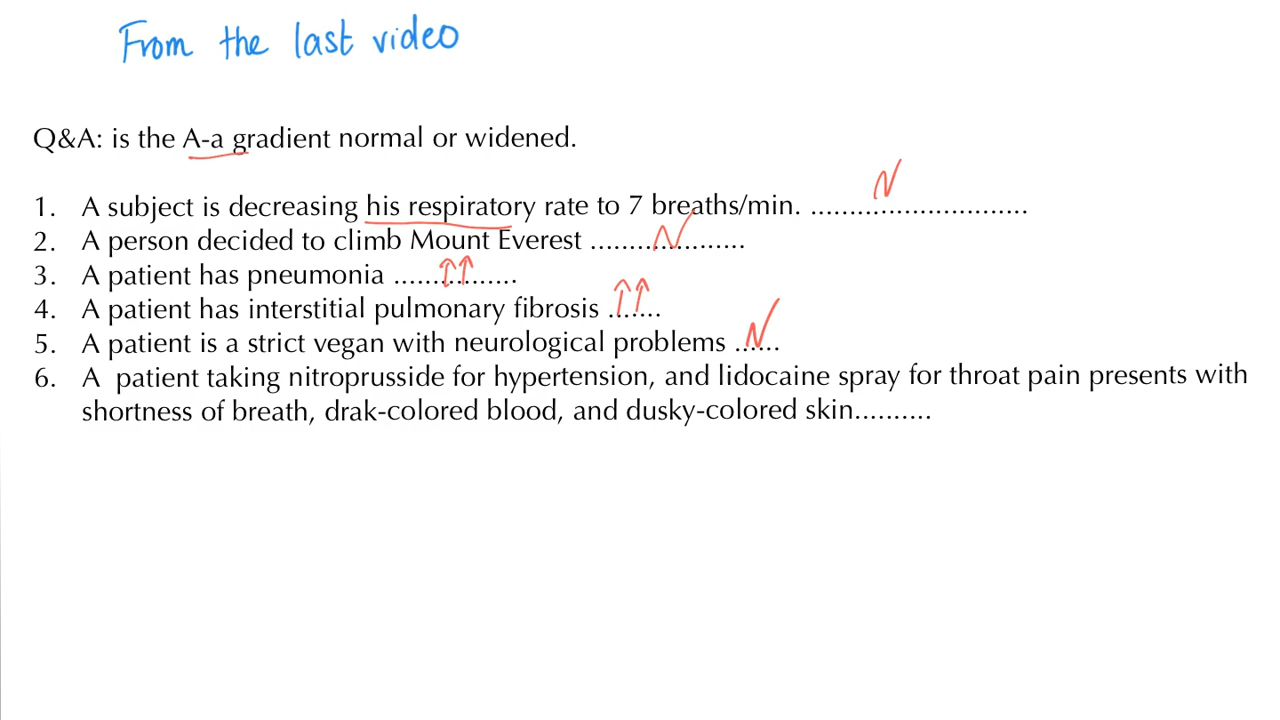 From the last video
Q&A: is the A-a gradient normal or widened.
1. A subject is decreasing his respiratory rate to 7 breaths/min. ............................ N
2. A person decided to climb Mount Everest .................... N
3. A patient has pneumonia ................ ↑↑
4. A patient has interstitial pulmonary fibrosis ....... ↑↑
5. A patient is a strict vegan with neurological problems ...... N
6. A patient taking nitroprusside for hypertension, and lidocaine spray for throat pain presents with
shortness of breath, drak-colored blood, and dusky-colored skin..........